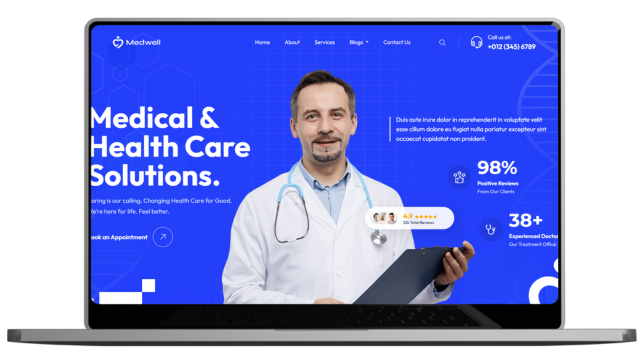 Medwell
Home About Services Blogs Contact Us
Call us at:
+012 (345) 6789
Medical &
Health Care
Solutions.
aring is our calling. Changing Health Care for Good.
We're here for life. Feel better.
ook an Appointment
Duis aute irure dolor in reprehenderit in voluptate velit
esse cillum dolore eu fugiat nulla pariatur excepteur sint
occaecat cupidatat non proident.
98%
Positive Reviews
From Our Clients
4.9
Total Reviews
38+
Experienced Doctor
Our Treatment Office